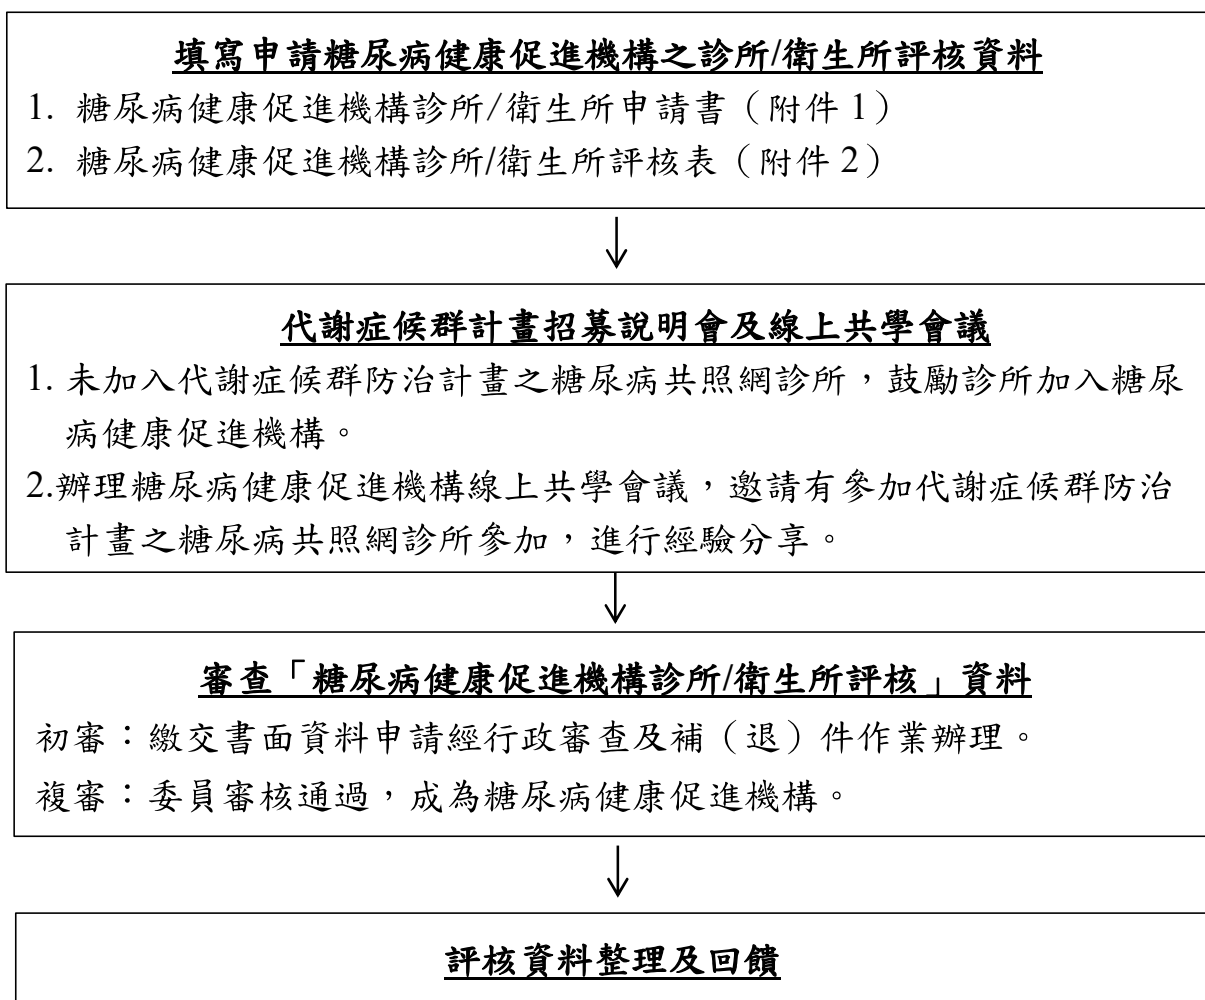 填寫申請糖尿病健康促進機構之診所/衛生所評核資料
1. 糖尿病健康促進機構診所/衛生所申請書（附件 1）
2. 糖尿病健康促進機構診所/衛生所評核表（附件 2）
代謝症候群計畫招募說明會及線上共學會議
1. 未加入代謝症候群防治計畫之糖尿病共照網診所，鼓勵診所加入糖尿
病健康促進機構。
2.辦理糖尿病健康促進機構線上共學會議，邀請有參加代謝症候群防治
計畫之糖尿病共照網診所參加，進行經驗分享。
審查「糖尿病健康促進機構診所/衛生所評核」資料
初審：繳交書面資料申請經行政審查及補（退）件作業辦理。
複審：委員審核通過，成為糖尿病健康促進機構。
評核資料整理及回饋